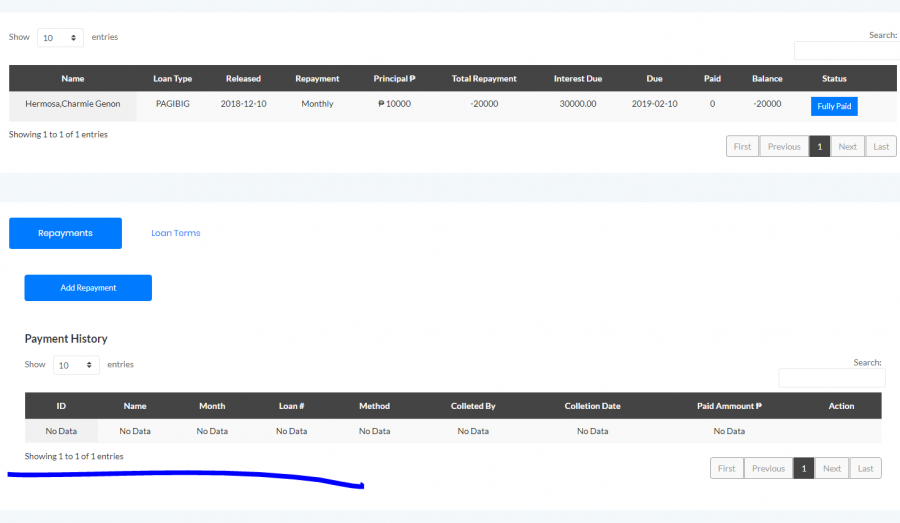 Show 10 entries
Search:
Name Loan Type Released Repayment Principal ₱ Total Repayment Interest Due Due Paid Balance Status
Hermosa,Charmie Genon PAGIBIG 2018-12-10 Monthly ₱ 10000 -20000 30000.00 2019-02-10 0 -20000 Fully Paid
Showing 1 to 1 of 1 entries
First Previous 1 Next Last
Repayments Loan Terms
Add Repayment
Payment History
Show 10 entries
Search:
ID Name Month Loan # Method Colleted By Colletion Date Paid Ammount ₱ Action
No Data No Data No Data No Data No Data No Data No Data No Data
Showing 1 to 1 of 1 entries
First Previous 1 Next Last